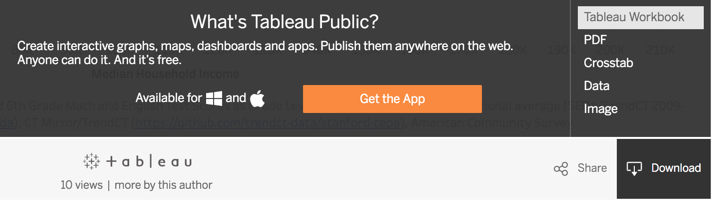 What's Tableau Public?
Create interactive graphs, maps, dashboards and apps. Publish them anywhere on the web.
Anyone can do it. And it's free.
Median Household Income
Available for and
Get the App
Tableau Workbook
PDF
Crosstab
Data
Image
210K
+ a b l e a u
10 views | more by this author
Share
Download